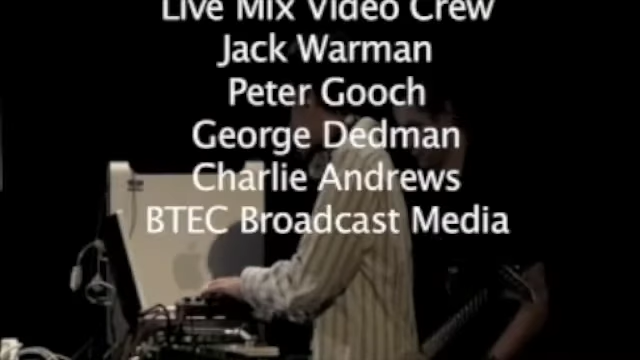 Live Mix Video Crew
Jack Warman
Peter Gooch
George Dedman
Charlie Andrews
BTEC Broadcast Media